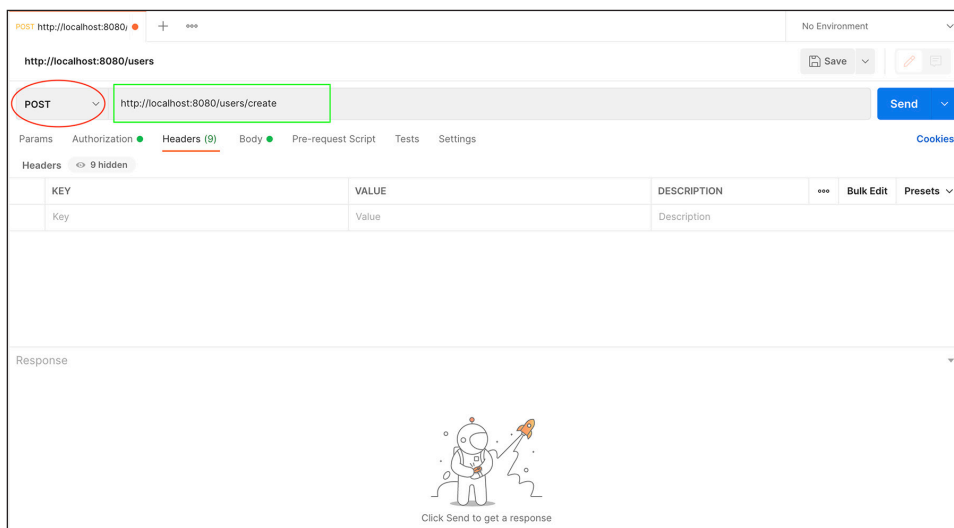 POST http://localhost:8080/ + ooo No Environment
http://localhost:8080/users Save
POST http://localhost:8080/users/create Send
Params Authorization Headers (9) Body Pre-request Script Tests Settings Cookies
Headers 9 hidden
KEY VALUE DESCRIPTION ooo Bulk Edit Presets
Key Value Description
Response
Click Send to get a response